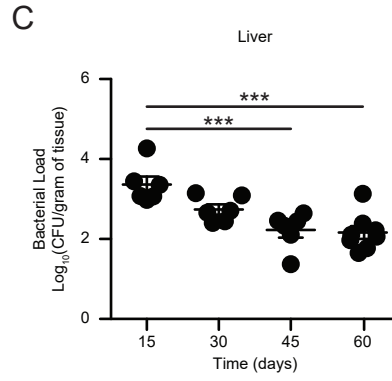 C
Liver
Bacterial Load
Log10(CFU/gram of tissue)
6
4
2
0
***
***
15 30 45 60
Time (days)